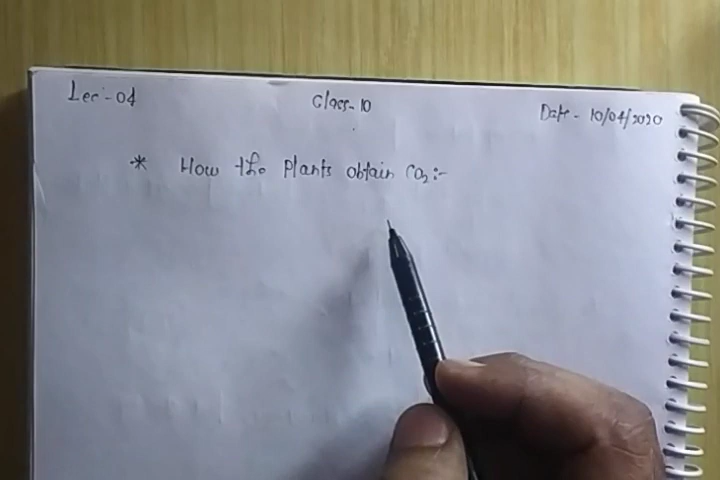 Lec-04 Class-10 Date- 10/04/2020
* How the Plants obtain CO₂:-